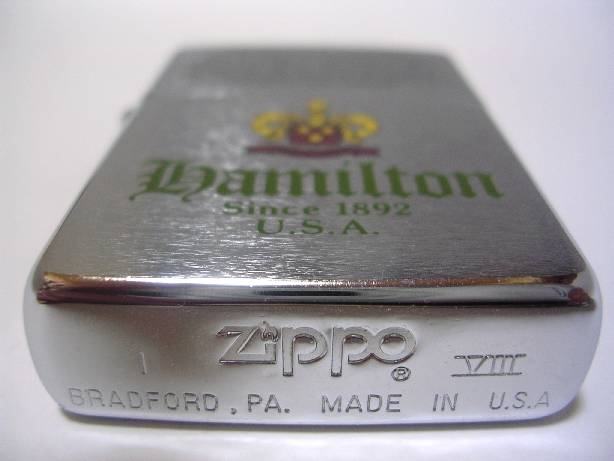 Hamilton
Since 1892
U.S.A.
I Zippo® VIII
BRADFORD, PA. MADE IN U.S.A